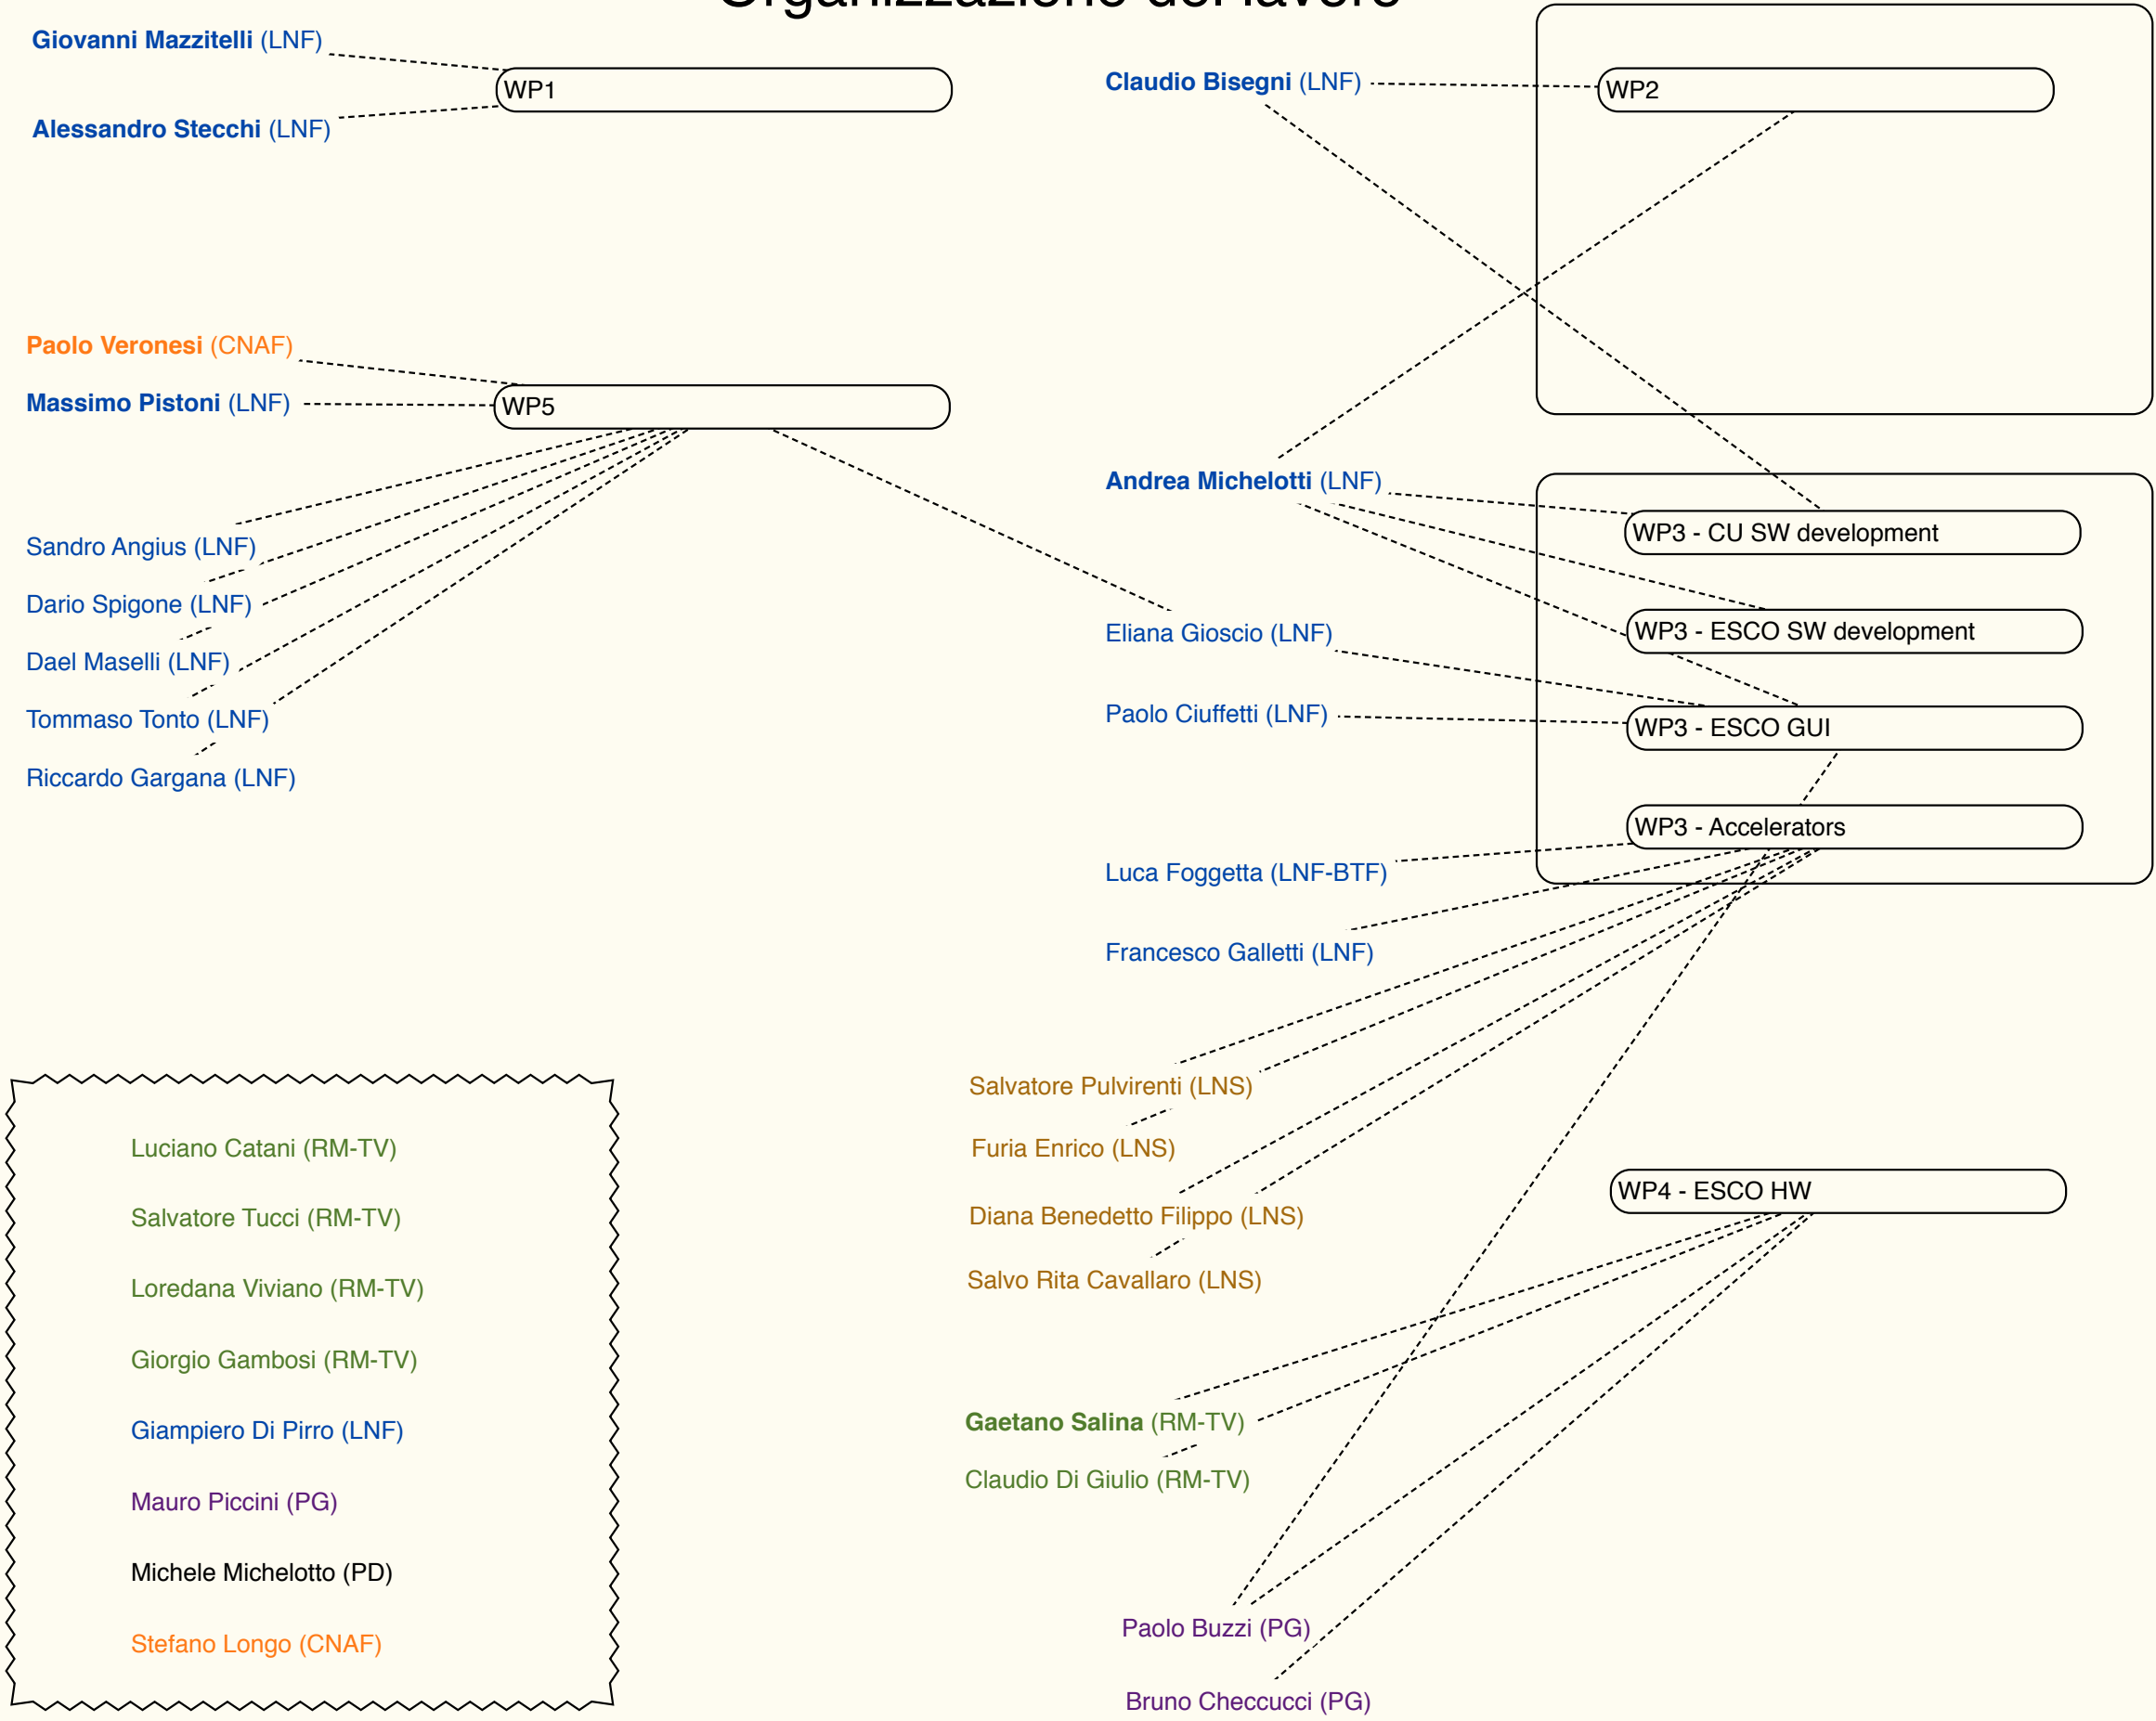 Organizzazione del lavoro
Giovanni Mazzitelli (LNF)
WP1
Alessandro Stecchi (LNF)
Claudio Bisegni (LNF)
WP2
Paolo Veronesi (CNAF)
Massimo Pistoni (LNF)
WP5
Sandro Angius (LNF)
Dario Spigone (LNF)
Dael Maselli (LNF)
Tommaso Tonto (LNF)
Riccardo Gargana (LNF)
Andrea Michelotti (LNF)
WP3 - CU SW development
WP3 - ESCO SW development
Eliana Gioscio (LNF)
Paolo Ciuffetti (LNF)
WP3 - ESCO GUI
WP3 - Accelerators
Luca Foggetta (LNF-BTF)
Francesco Galletti (LNF)
Salvatore Pulvirenti (LNS)
Furia Enrico (LNS)
Diana Benedetto Filippo (LNS)
Salvo Rita Cavallaro (LNS)
WP4 - ESCO HW
Gaetano Salina (RM-TV)
Claudio Di Giulio (RM-TV)
Paolo Buzzi (PG)
Bruno Checcucci (PG)
Luciano Catani (RM-TV)
Salvatore Tucci (RM-TV)
Loredana Viviano (RM-TV)
Giorgio Gambosi (RM-TV)
Giampiero Di Pirro (LNF)
Mauro Piccini (PG)
Michele Michelotto (PD)
Stefano Longo (CNAF)